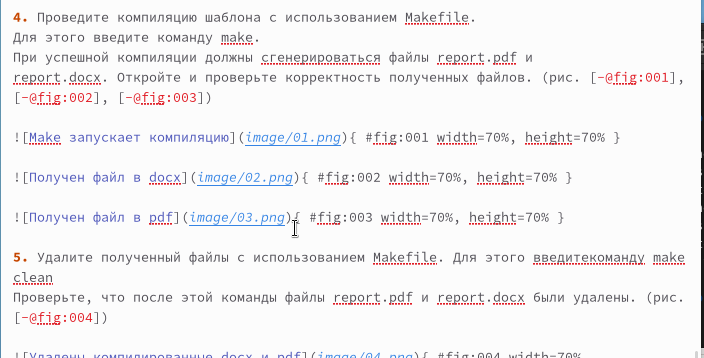 4. Проведите компиляцию шаблона с использованием Makefile.
Для этого введите команду make.
При успешной компиляции должны сгенерироваться файлы report.pdf и
report.docx. Откройте и проверьте корректность полученных файлов. (рис. [-@fig:001],
[-@fig:002], [-@fig:003])
![Make запускает компиляцию](image/01.png){ #fig:001 width=70%, height=70% }
![Получен файл в docx](image/02.png){ #fig:002 width=70%, height=70% }
![Получен файл в pdf](image/03.png){ #fig:003 width=70%, height=70% }
5. Удалите полученный файлы с использованием Makefile. Для этого введитекоманду make
clean
Проверьте, что после этой команды файлы report.pdf и report.docx были удалены. (рис.
[-@fig:004])
![Удалены компилированные docx и pdf](image/04.png){ #fig:004 width=70%